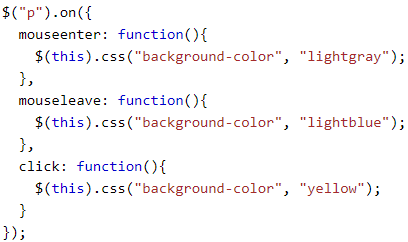 $("p").on({
  mouseenter: function(){
    $(this).css("background-color", "lightgray");
  },
  mouseleave: function(){
    $(this).css("background-color", "lightblue");
  },
  click: function(){
    $(this).css("background-color", "yellow");
  }
});